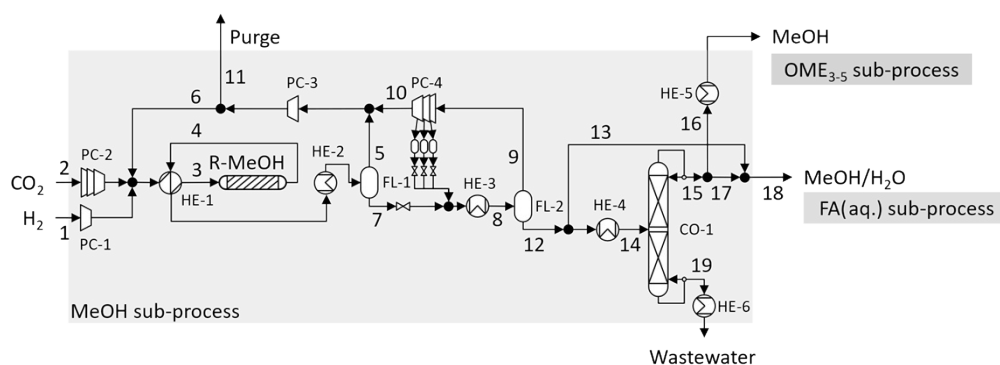 Purge
MeOH
OME₃₋₅ sub-process
11
PC-3
PC-4
10
6
HE-5
4
13
16
9
2
PC-2
R-MeOH
HE-2
5
CO₂
3
FL-1
HE-3
15
17
18
MeOH/H₂O
HE-1
H₂
FL-2
HE-4
FA(aq.) sub-process
1
PC-1
7
8
12
14
CO-1
19
HE-6
MeOH sub-process
Wastewater